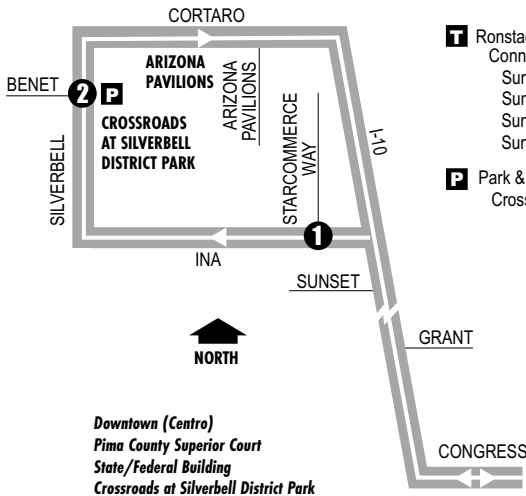 CORTARO
ARIZONA
PAVILIONS
ARIZONA
PAVILIONS
BENET
2
P
CROSSROADS
AT SILVERBELL
DISTRICT PARK
SILVERBELL
STARCOMMERCE
WAY
I-10
1
INA
SUNSET
NORTH
GRANT
CONGRESS
Downtown (Centro)
Pima County Superior Court
State/Federal Building
Crossroads at Silverbell District Park
T
Conn
Sun
Sun
Sun
Sun
P Park &
Cross